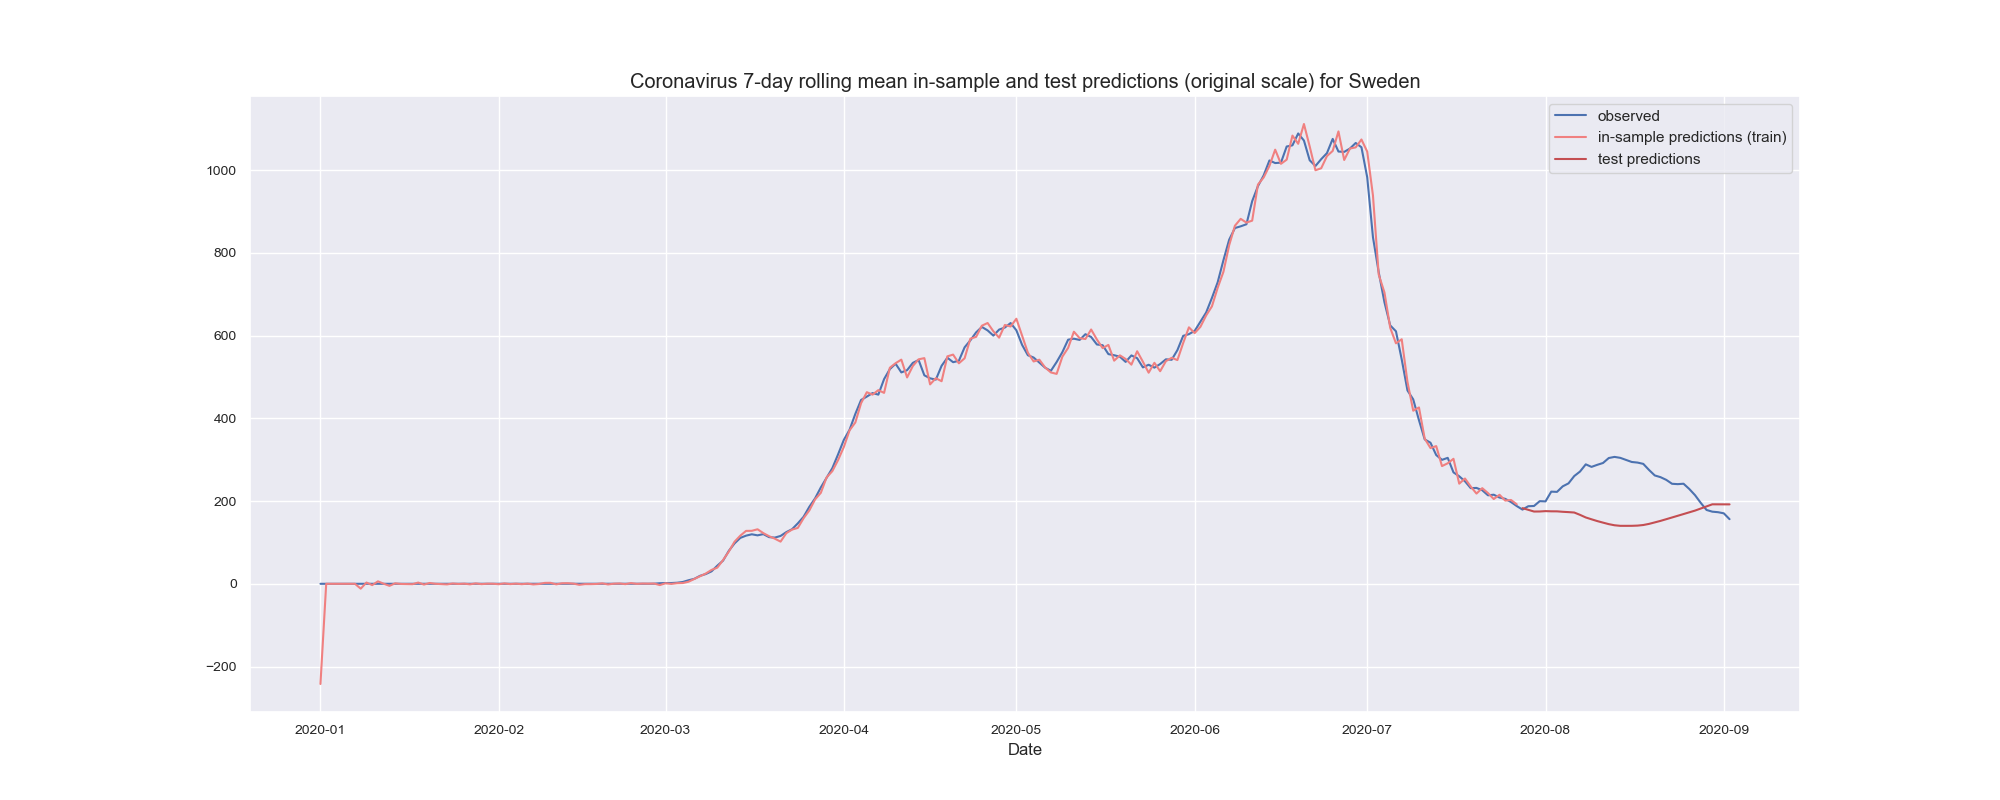 Coronavirus 7-day rolling mean in-sample and test predictions (original scale) for Sweden
observed
in-sample predictions (train)
test predictions
1000
800
600
400
200
0
−200
2020-01 2020-02 2020-03 2020-04 2020-05 2020-06 2020-07 2020-08 2020-09
Date